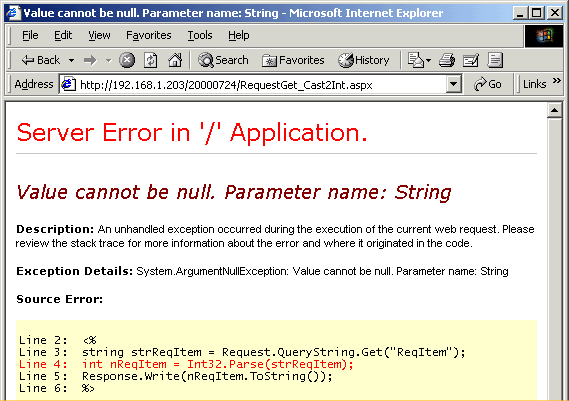 Value cannot be null. Parameter name: String - Microsoft Internet Explorer
File Edit View Favorites Tools Help
Back Search Favorites History
Address http://192.168.1.203/20000724/RequestGet_Cast2Int.aspx Go Links »
Server Error in '/' Application.
Value cannot be null. Parameter name: String
Description: An unhandled exception occurred during the execution of the current web request. Please
review the stack trace for more information about the error and where it originated in the code.
Exception Details: System.ArgumentNullException: Value cannot be null. Parameter name: String
Source Error:
Line 2: <%
Line 3: string strReqItem = Request.QueryString.Get("ReqItem");
Line 4: int nReqItem = Int32.Parse(strReqItem);
Line 5: Response.Write(nReqItem.ToString());
Line 6: %>